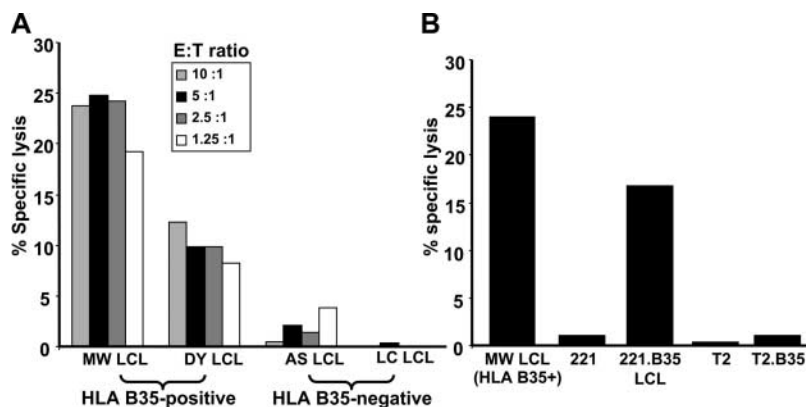 A
E:T ratio
10 :1
5 :1
2.5 :1
1.25 :1
% Specific lysis
30
25
20
15
10
5
0
MW LCL DY LCL AS LCL LC LCL
HLA B35-positive HLA B35-negative
B
% specific lysis
30
25
20
15
10
5
0
MW LCL 221 221.B35 T2 T2.B35
(HLA B35+) LCL